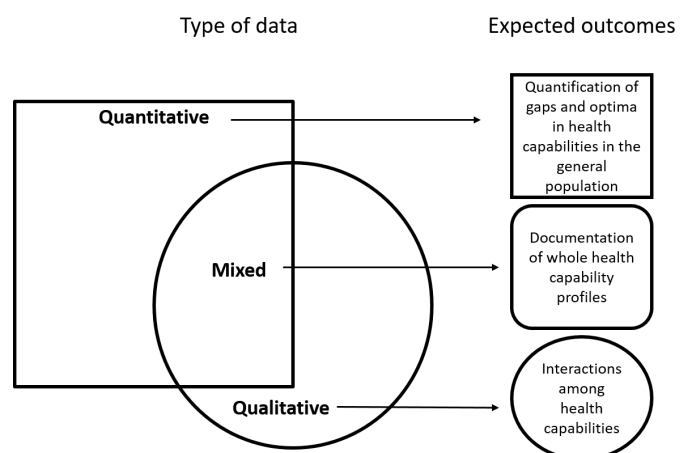 Type of data
Expected outcomes
Quantitative
Quantification of
gaps and optima
in health
capabilities in the
general
population
Mixed
Documentation
of whole health
capability
profiles
Qualitative
Interactions
among
health
capabilities